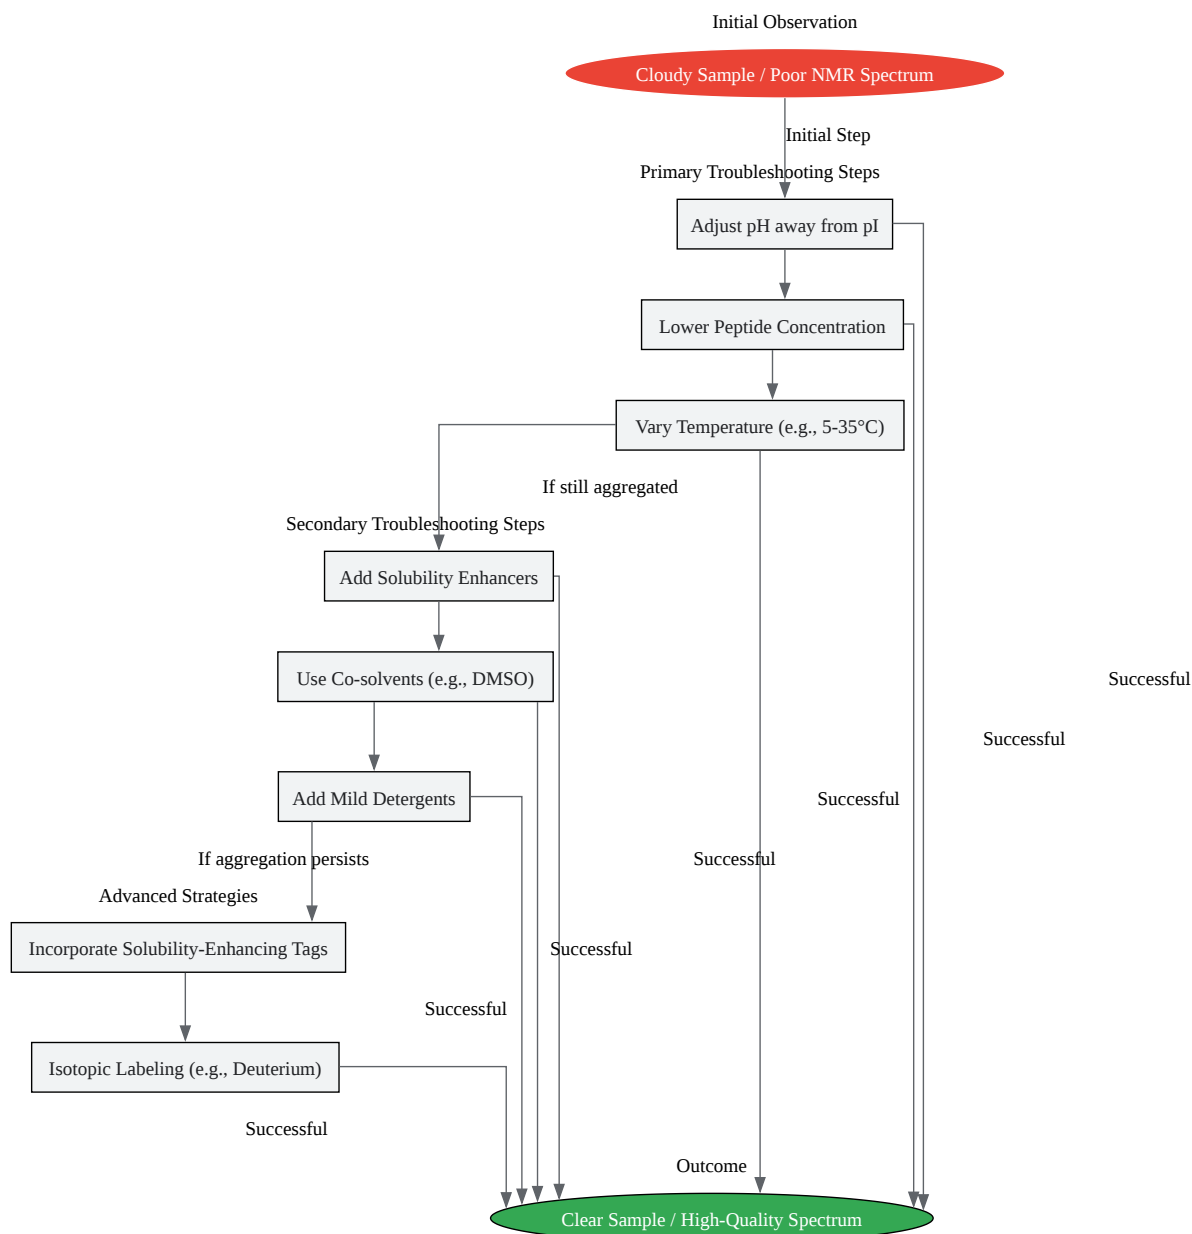 Initial Observation
Cloudy Sample / Poor NMR Spectrum
Initial Step
Primary Troubleshooting Steps
Adjust pH away from pI
Lower Peptide Concentration
Vary Temperature (e.g., 5-35°C)
If still aggregated
Secondary Troubleshooting Steps
Add Solubility Enhancers
Use Co-solvents (e.g., DMSO)
Successful
Successful
Add Mild Detergents
Successful
If aggregation persists
Successful
Advanced Strategies
Incorporate Solubility-Enhancing Tags
Successful
Successful
Isotopic Labeling (e.g., Deuterium)
Successful
Outcome
Clear Sample / High-Quality Spectrum